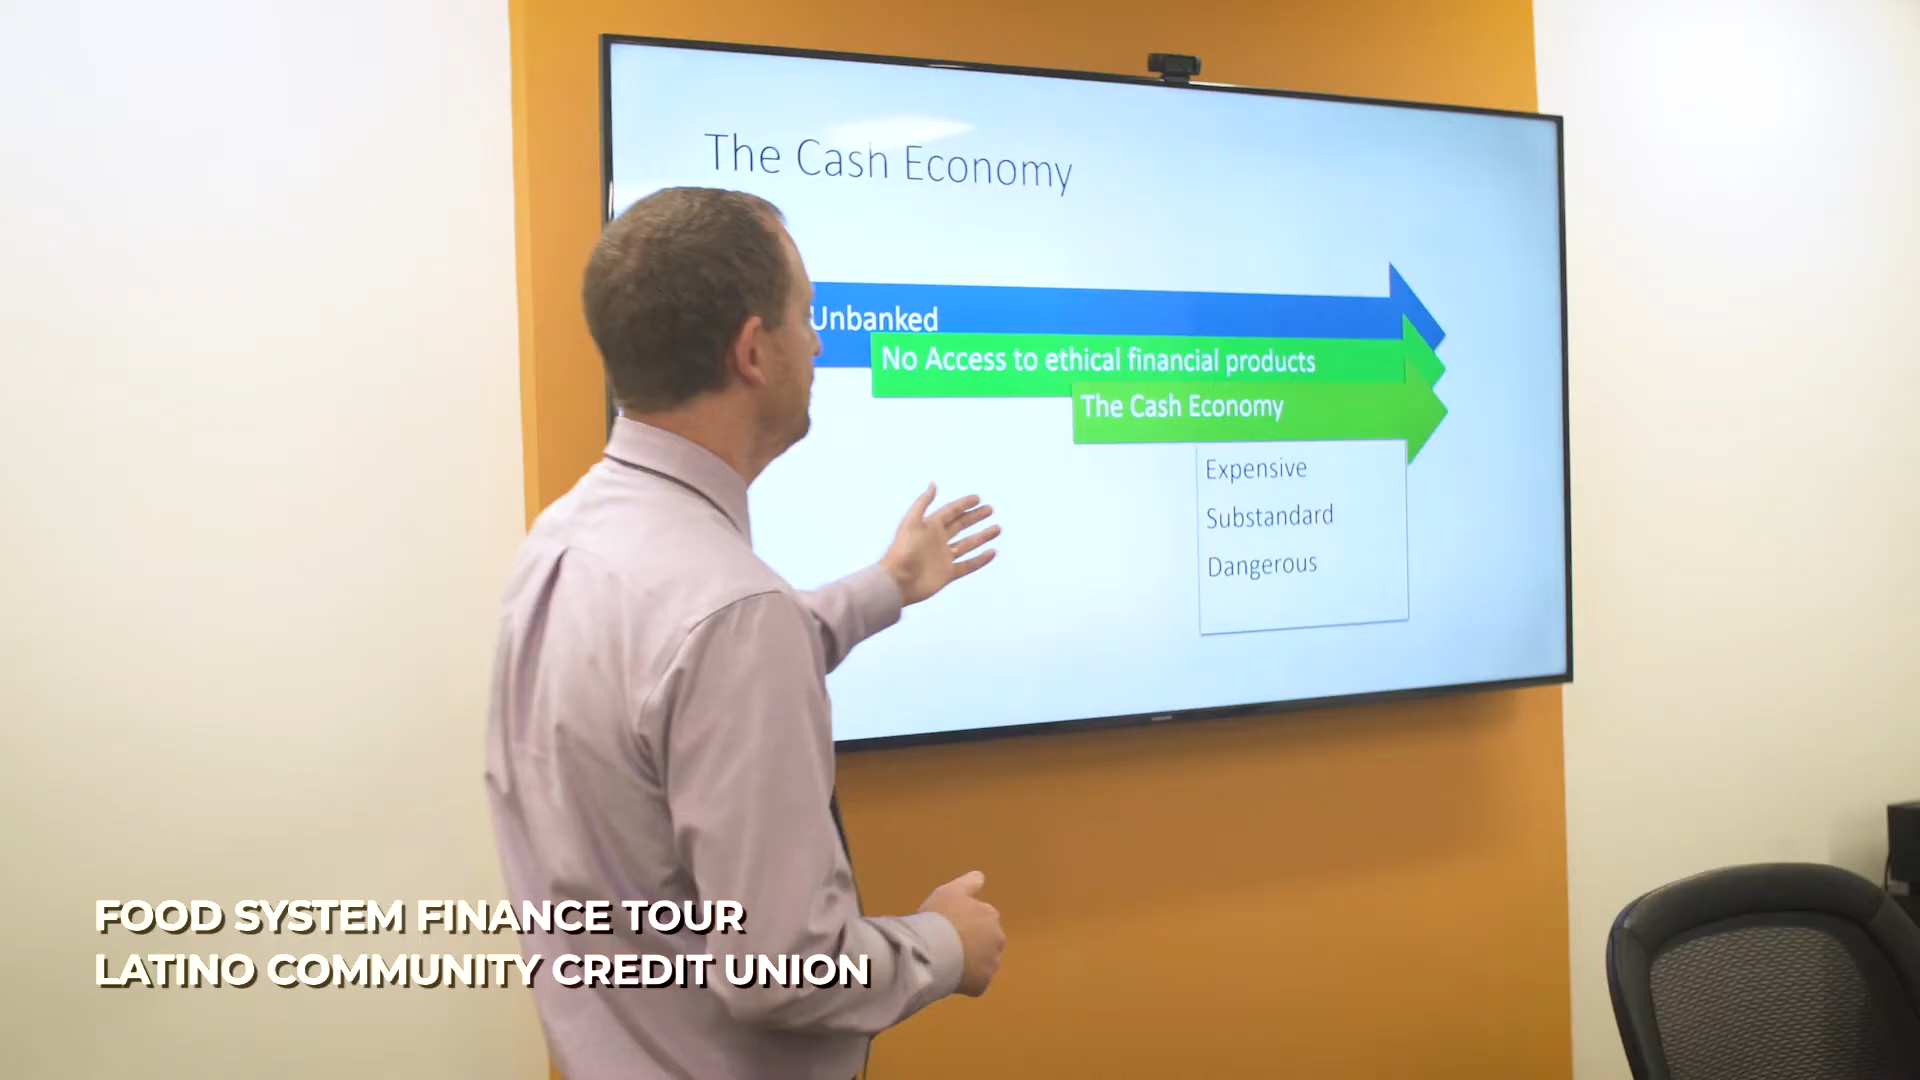 The Cash Economy
Unbanked
No Access to ethical financial products
The Cash Economy
Expensive
Substandard
Dangerous
FOOD SYSTEM FINANCE TOUR
LATINO COMMUNITY CREDIT UNION